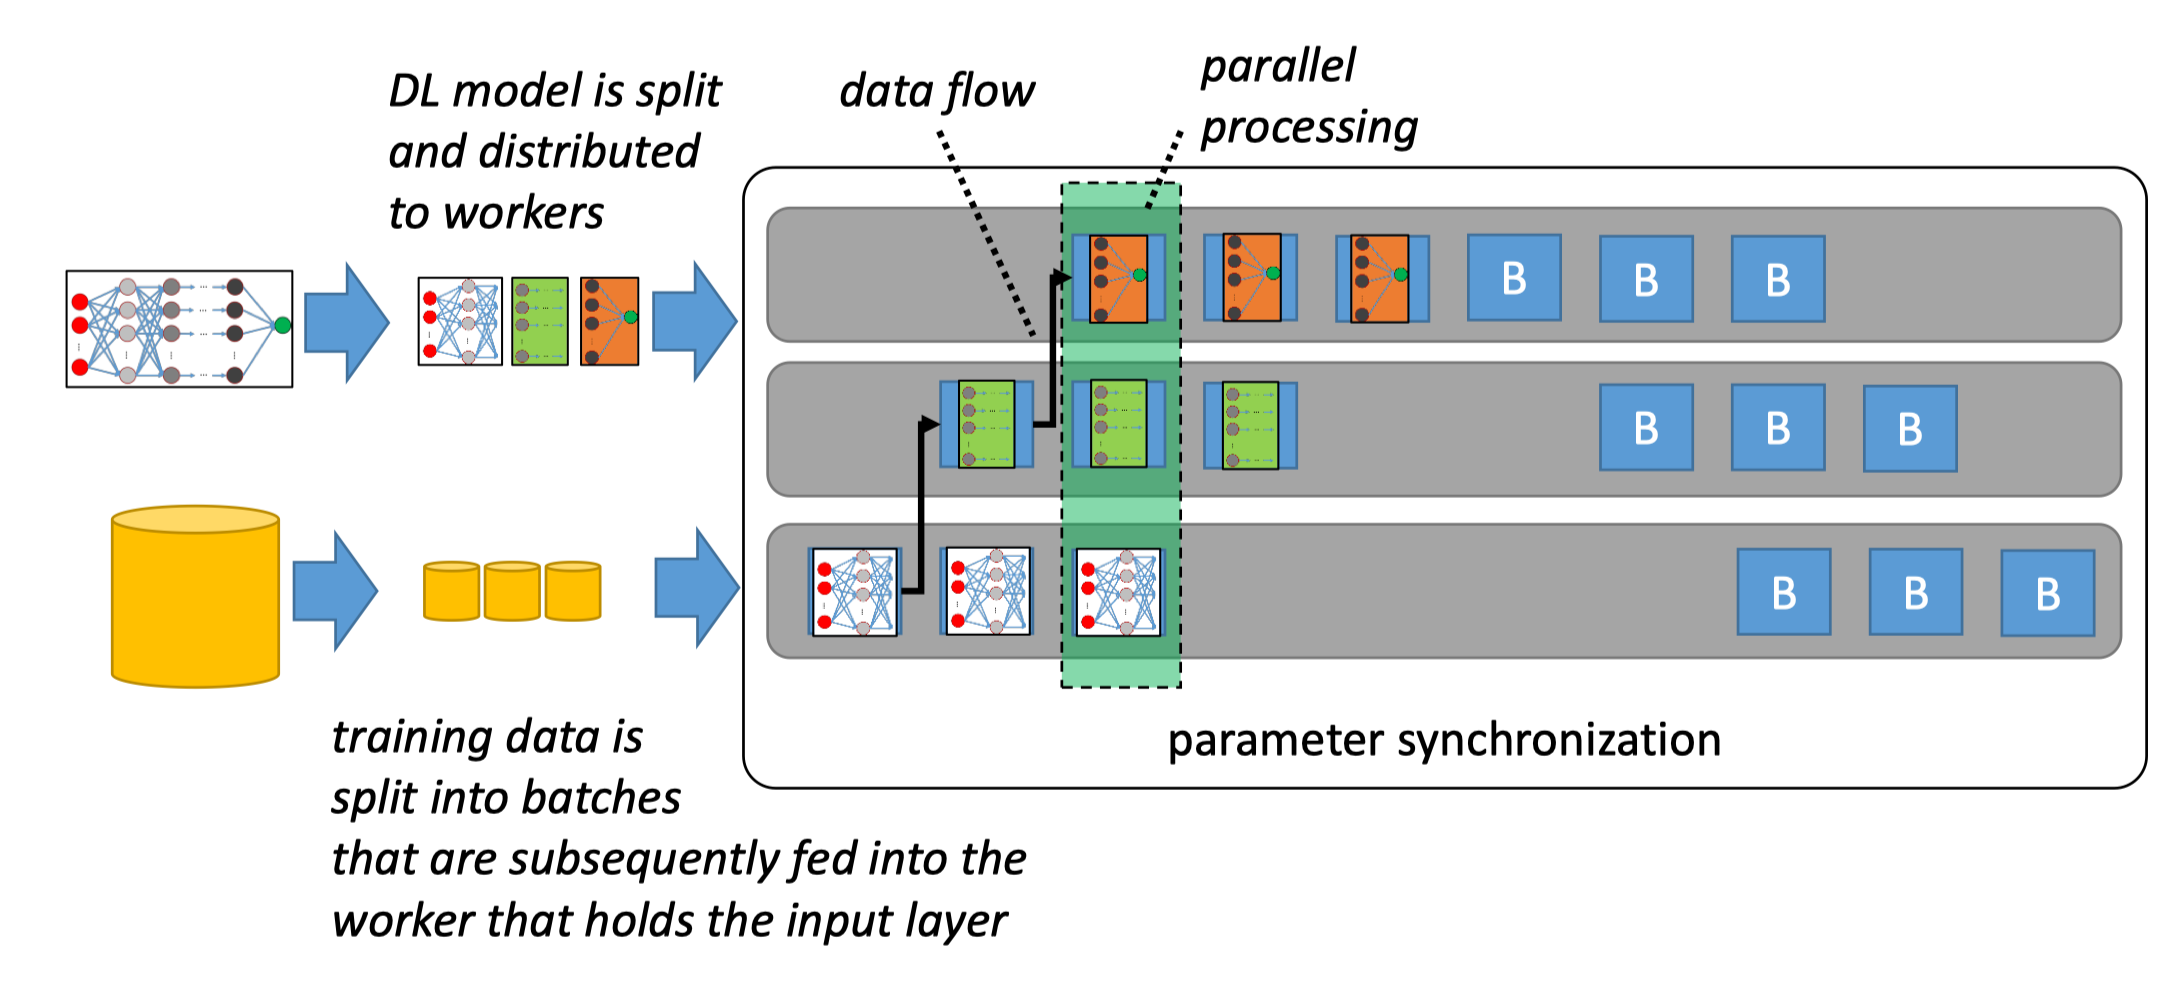 DL model is split
and distributed
to workers
data flow
parallel
processing
B B B
B B B
B B B
parameter synchronization
training data is
split into batches
that are subsequently fed into the
worker that holds the input layer